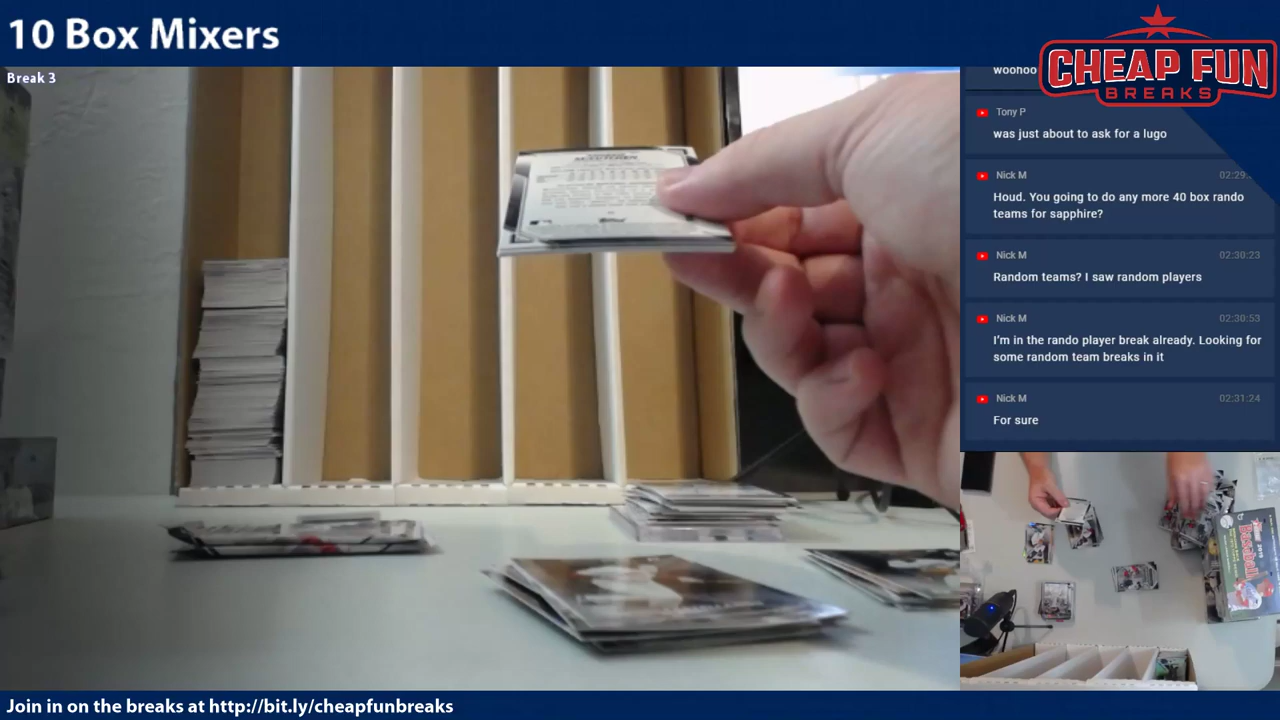 10 Box Mixers
Break 3
CHEAP FUN
BREAKS
woohoo
Tony P
was just about to ask for a lugo
Nick M 02:29
Houd. You going to do any more 40 box rando
teams for sapphire?
Nick M 02:30:23
Random teams? I saw random players
Nick M 02:30:53
I'm in the rando player break already. Looking for
some random team breaks in it
Nick M 02:31:24
For sure
Baseball
Join in on the breaks at http://bit.ly/cheapfunbreaks